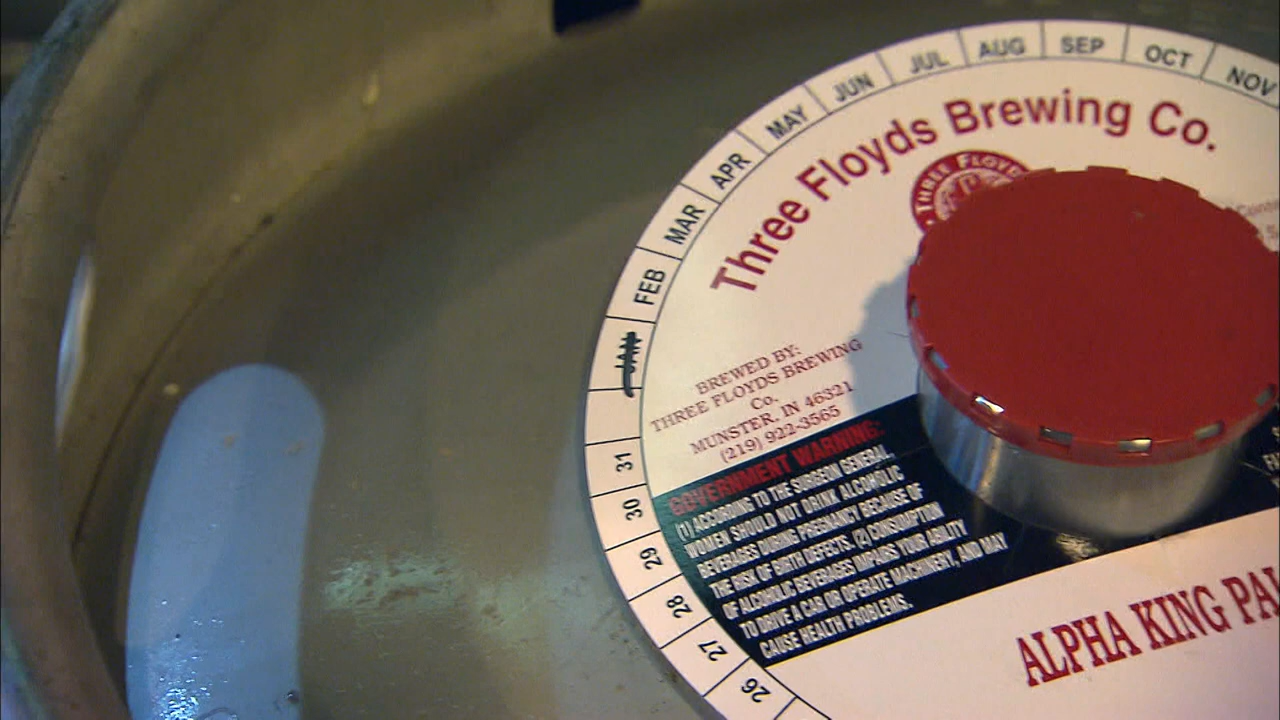 JAN FEB MAR APR MAY JUN JUL AUG SEP OCT NOV
Three Floyds Brewing Co.
THREE FLOYD
BREWED BY:
THREE FLOYDS BREWING
Co.
MUNSTER, IN 46321
(219) 922-3565
GOVERNMENT WARNING:
(1) ACCORDING TO THE SURGEON GENERAL,
WOMEN SHOULD NOT DRINK ALCOHOLIC
BEVERAGES DURING PREGNANCY BECAUSE OF
THE RISK OF BIRTH DEFECTS. (2) CONSUMPTION
OF ALCOHOLIC BEVERAGES IMPAIRS YOUR ABILITY
TO DRIVE A CAR OR OPERATE MACHINERY, AND MAY
CAUSE HEALTH PROBLEMS.
ALPHA KING PA
31 30 29 28 27 26